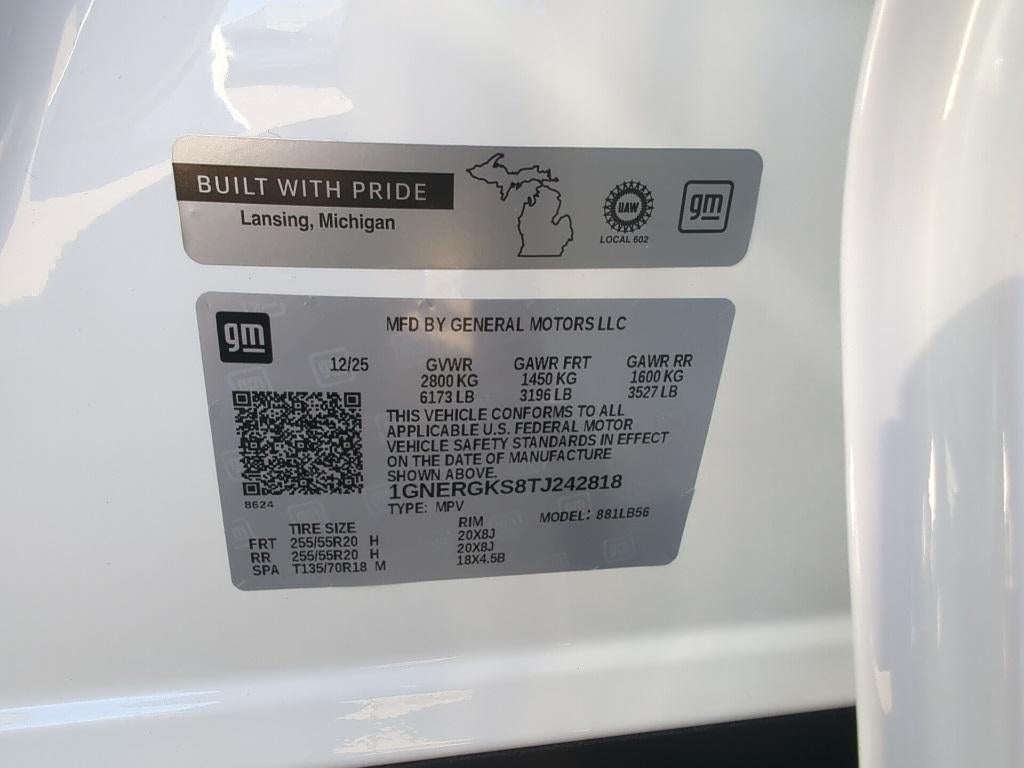 BUILT WITH PRIDE
Lansing, Michigan
UAW
LOCAL 602
gm
gm
MFD BY GENERAL MOTORS LLC
12/25 GVWR GAWR FRT GAWR RR
2800 KG 1450 KG 1600 KG
6173 LB 3196 LB 3527 LB
THIS VEHICLE CONFORMS TO ALL
APPLICABLE U.S. FEDERAL MOTOR
VEHICLE SAFETY STANDARDS IN EFFECT
ON THE DATE OF MANUFACTURE
SHOWN ABOVE.
1GNERGKS8TJ242818
8624
TYPE: MPV MODEL: 881LB56
TIRE SIZE RIM
FRT 255/55R20 H 20X8J
RR 255/55R20 H 20X8J
SPA T135/70R18 M 18X4.5B